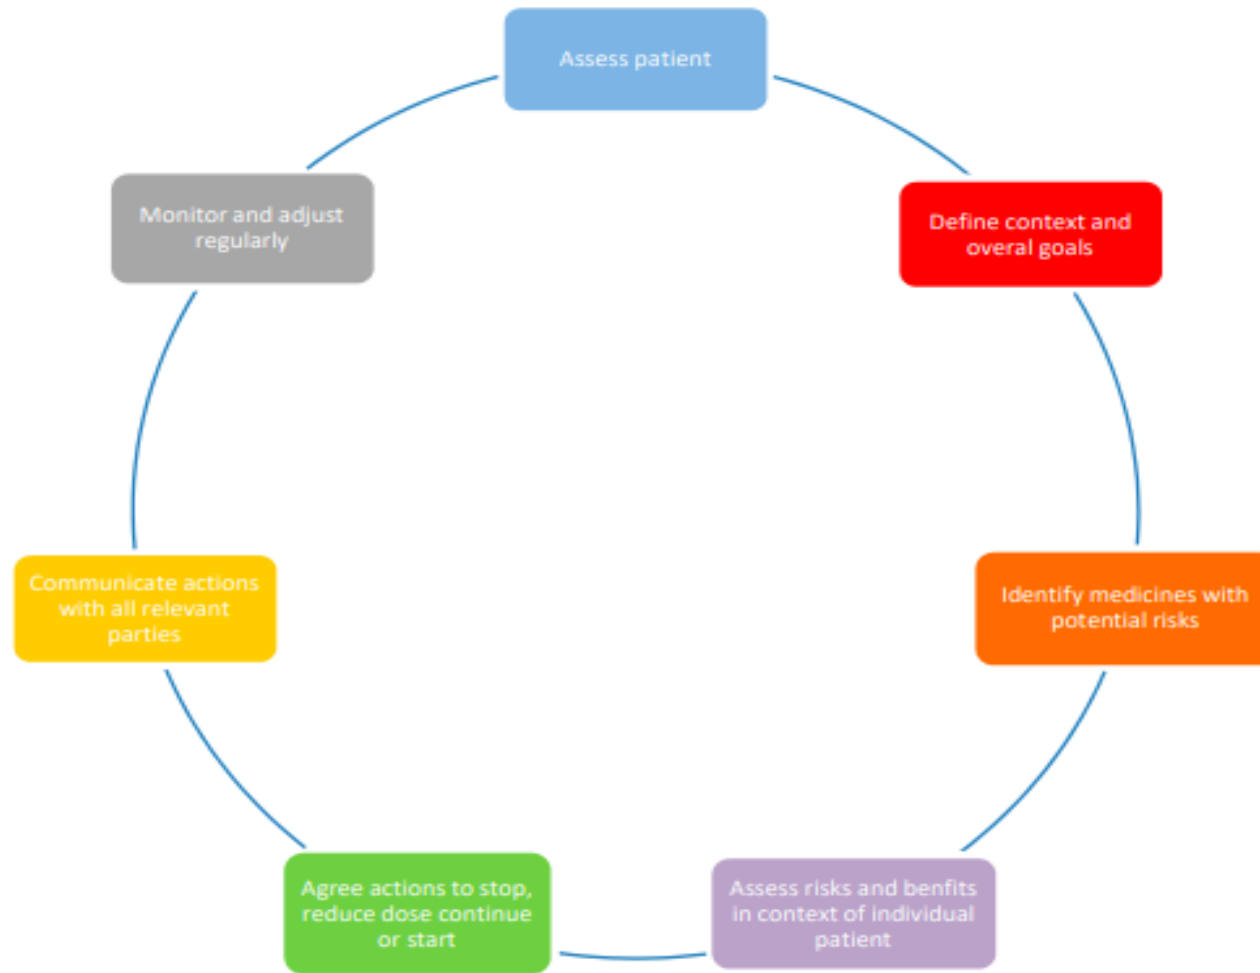 Assess patient
Define context and
overal goals
Identify medicines with
potential risks
Assess risks and benfits
in context of individual
patient
Agree actions to stop,
reduce dose continue
or start
Communicate actions
with all relevant
parties
Monitor and adjust
regularly